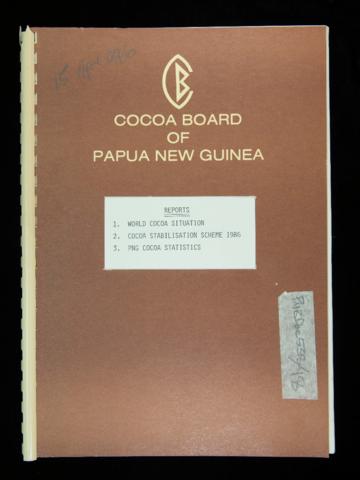 COCOA BOARD
OF
PAPUA NEW GUINEA
REPORTS
1. WORLD COCOA SITUATION
2. COCOA STABILISATION SCHEME 1986
3. PNG COCOA STATISTICS